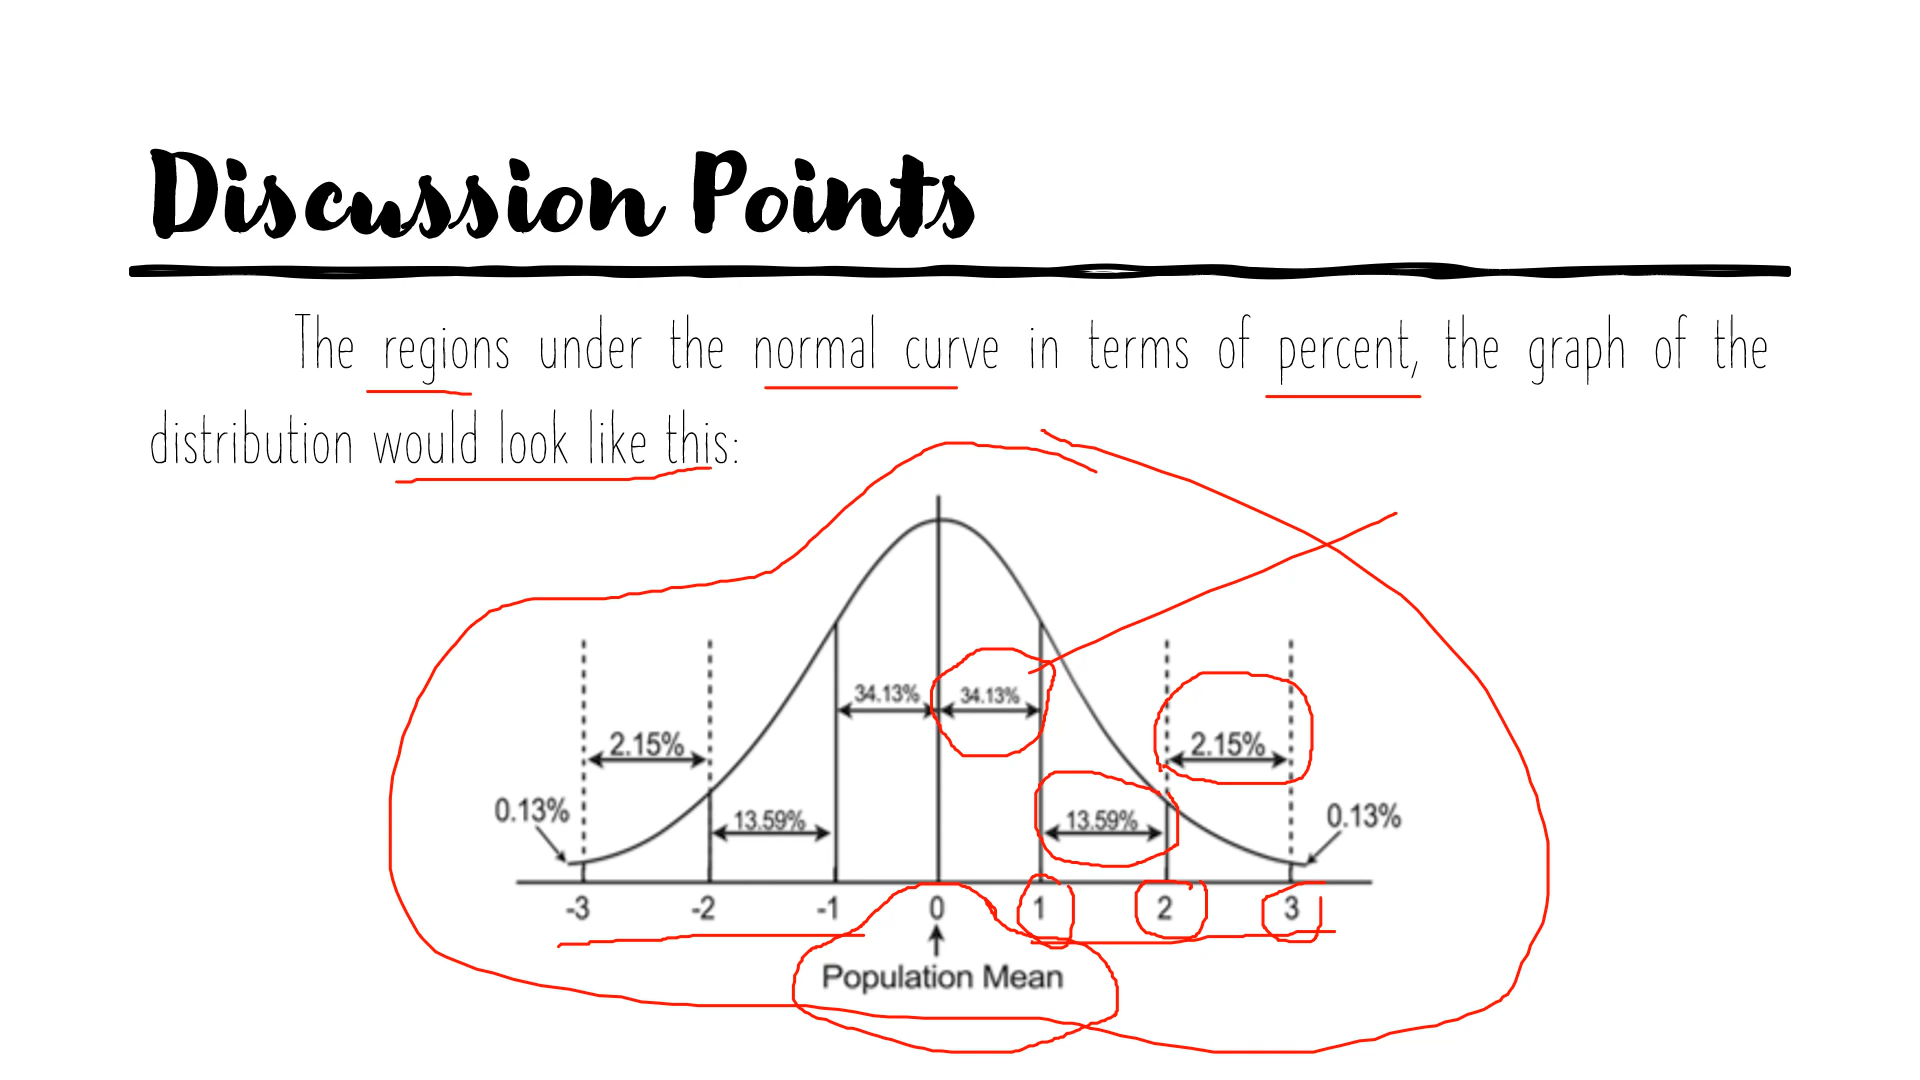 Discussion Points
The regions under the normal curve in terms of percent, the graph of the
distribution would look like this:
34.13% 34.13%
2.15% 2.15%
0.13% 13.59% 13.59% 0.13%
-3 -2 -1 0 1 2 3
Population Mean